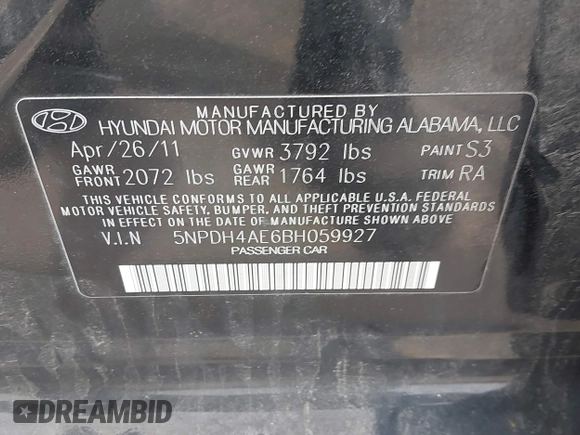 MANUFACTURED BY
HYUNDAI MOTOR MANUFACTURING ALABAMA, LLC
Apr/26/11 GVWR 3792 lbs PAINT S3
GAWR FRONT 2072 lbs GAWR REAR 1764 lbs TRIM RA
THIS VEHICLE CONFORMS TO ALL APPLICABLE U.S.A. FEDERAL
MOTOR VEHICLE SAFETY, BUMPER, AND THEFT PREVENTION STANDARDS
IN EFFECT ON THE DATE OF MANUFACTURE SHOWN ABOVE.
V.I.N 5NPDH4AE6BH059927
PASSENGER CAR
DREAMBID